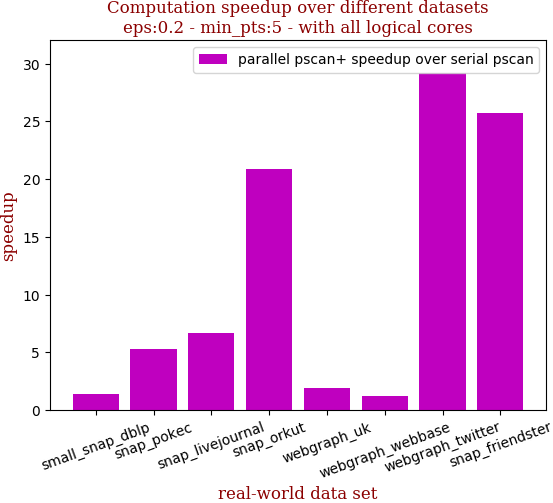 Computation speedup over different datasets
eps:0.2 - min_pts:5 - with all logical cores
parallel pscan+ speedup over serial pscan
speedup
30
25
20
15
10
5
0
small_snap_dblp
snap_pokec
snap_livejournal
snap_orkut
webgraph_uk
webgraph_webbase
webgraph_twitter
snap_friendster
real-world data set